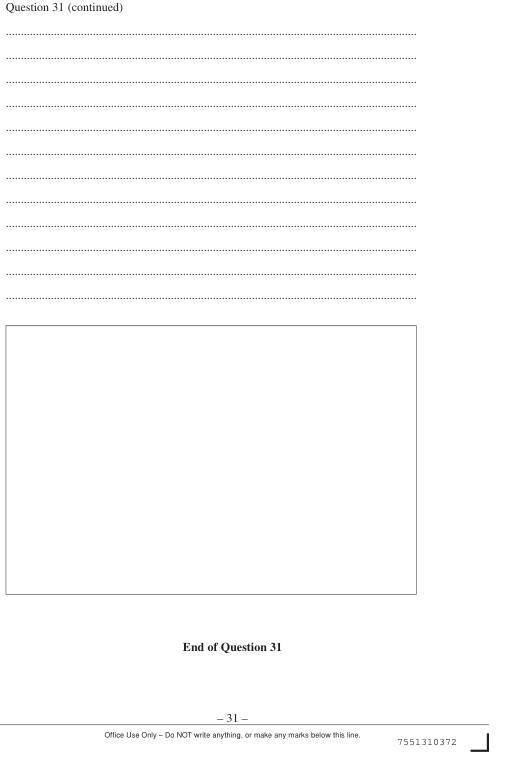 Question 31 (continued)
End of Question 31
– 31 –
Office Use Only – Do NOT write anything, or make any marks below this line.
7551310372